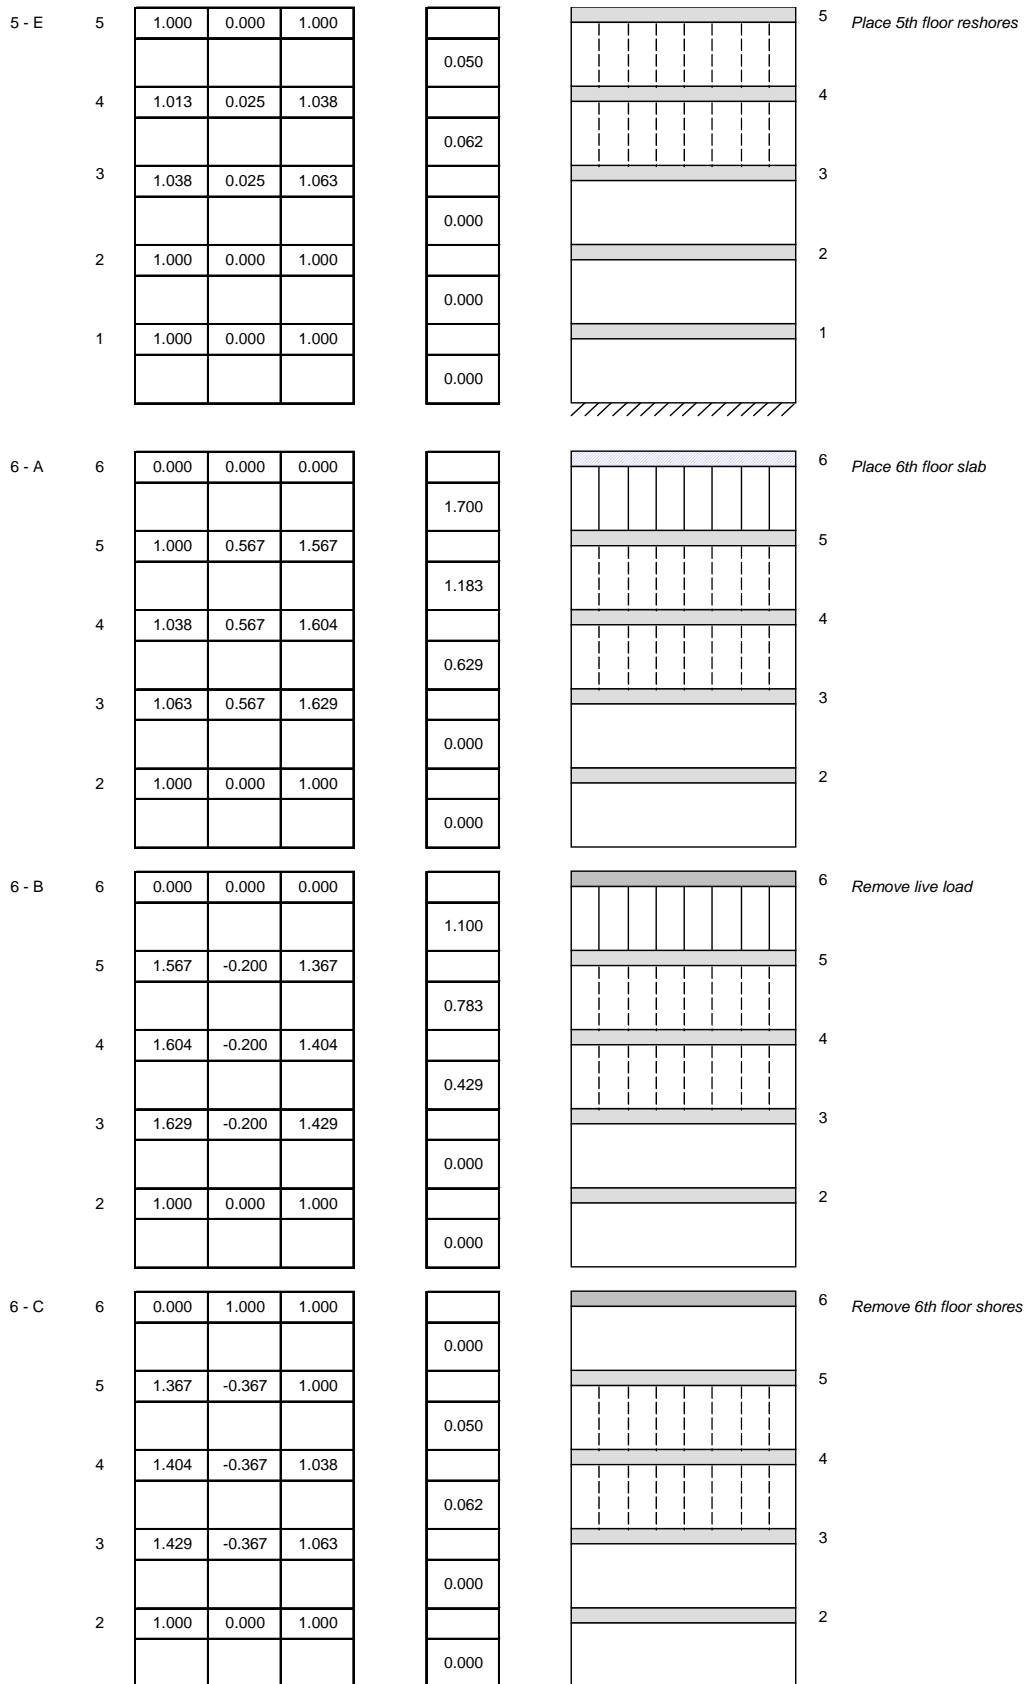 5 - E 5 1.000 0.000 1.000 5 Place 5th floor reshores
0.050
4 1.013 0.025 1.038 4
0.062
3 1.038 0.025 1.063 3
0.000
2 1.000 0.000 1.000 2
0.000
1 1.000 0.000 1.000 1
0.000
6 - A 6 0.000 0.000 0.000 6 Place 6th floor slab
1.700
5 1.000 0.567 1.567 5
1.183
4 1.038 0.567 1.604 4
0.629
3 1.063 0.567 1.629 3
0.000
2 1.000 0.000 1.000 2
0.000
6 - B 6 0.000 0.000 0.000 6 Remove live load
1.100
5 1.567 -0.200 1.367 5
0.783
4 1.604 -0.200 1.404 4
0.429
3 1.629 -0.200 1.429 3
0.000
2 1.000 0.000 1.000 2
0.000
6 - C 6 0.000 1.000 1.000 6 Remove 6th floor shores
0.000
5 1.367 -0.367 1.000 5
0.050
4 1.404 -0.367 1.038 4
0.062
3 1.429 -0.367 1.063 3
0.000
2 1.000 0.000 1.000 2
0.000